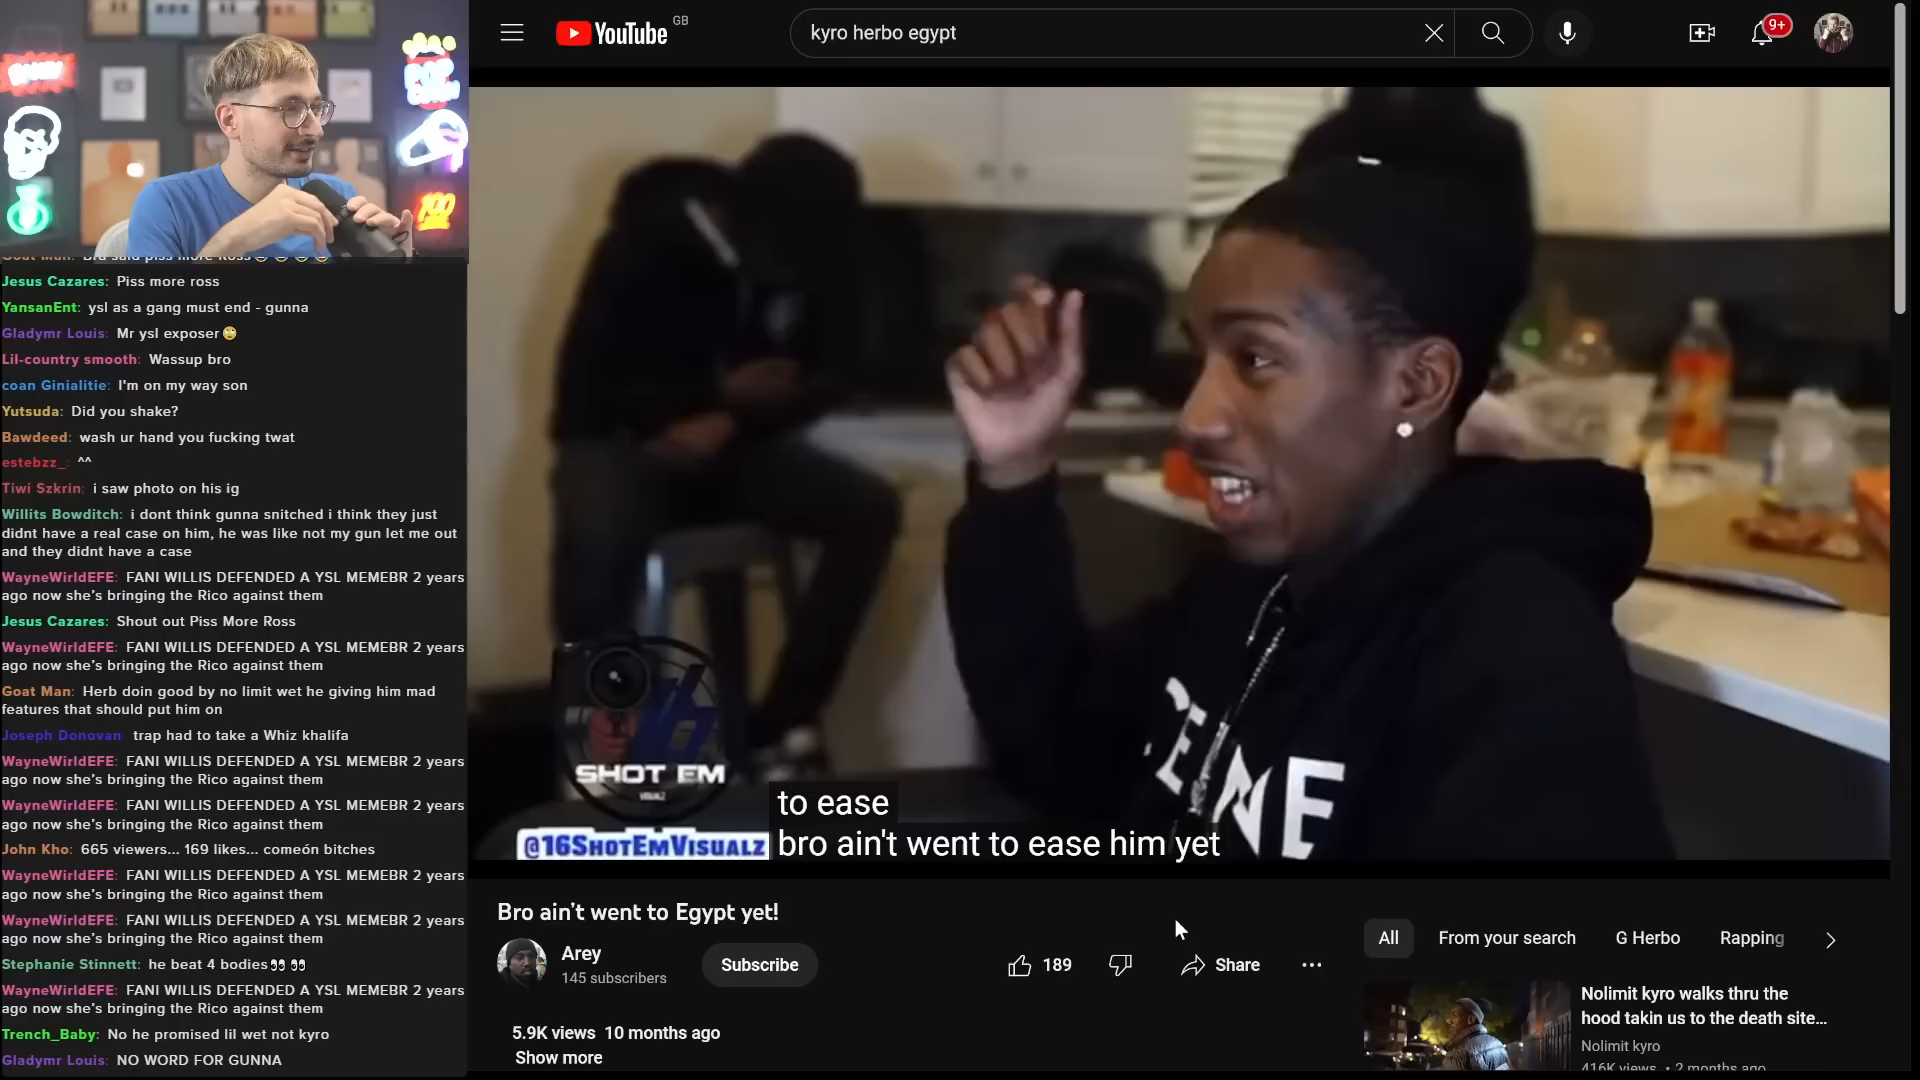 YouTube GB
kyro herbo egypt
9+
100
Jesus Cazares: Piss more ross
YansanEnt: ysl as a gang must end - gunna
Gladymr Louis: Mr ysl exposer🙄
Lil-country smooth: Wassup bro
coan Ginialitie: I'm on my way son
Yutsuda: Did you shake?
Bawdeed: wash ur hand you fucking twat
estebzz_: ^^
Tiwi Szkrin: i saw photo on his ig
Willits Bowditch: i dont think gunna snitched i think they just
didnt have a real case on him, he was like not my gun let me out
and they didnt have a case
WayneWirldEFE: FANI WILLIS DEFENDED A YSL MEMEBR 2 years
ago now she's bringing the Rico against them
Jesus Cazares: Shout out Piss More Ross
WayneWirldEFE: FANI WILLIS DEFENDED A YSL MEMEBR 2 years
ago now she's bringing the Rico against them
Goat Man: Herb doin good by no limit wet he giving him mad
features that should put him on
Joseph Donovan: trap had to take a Whiz khalifa
WayneWirldEFE: FANI WILLIS DEFENDED A YSL MEMEBR 2 years
ago now she's bringing the Rico against them
WayneWirldEFE: FANI WILLIS DEFENDED A YSL MEMEBR 2 years
ago now she's bringing the Rico against them
John Kho: 665 viewers... 169 likes... comeón bitches
WayneWirldEFE: FANI WILLIS DEFENDED A YSL MEMEBR 2 years
ago now she's bringing the Rico against them
WayneWirldEFE: FANI WILLIS DEFENDED A YSL MEMEBR 2 years
ago now she's bringing the Rico against them
Stephanie Stinnett: he beat 4 bodies👀 👀
WayneWirldEFE: FANI WILLIS DEFENDED A YSL MEMEBR 2 years
ago now she's bringing the Rico against them
Trench_Baby: No he promised lil wet not kyro
Gladymr Louis: NO WORD FOR GUNNA
SHOT EM
@16ShotEmVisualz
to ease
bro ain't went to ease him yet
Bro ain't went to Egypt yet!
Arey
145 subscribers
Subscribe
189
Share
5.9K views 10 months ago
Show more
All
From your search
G Herbo
Rapping
Nolimit kyro walks thru the
hood takin us to the death site...
Nolimit kyro
416K views • 2 months ago